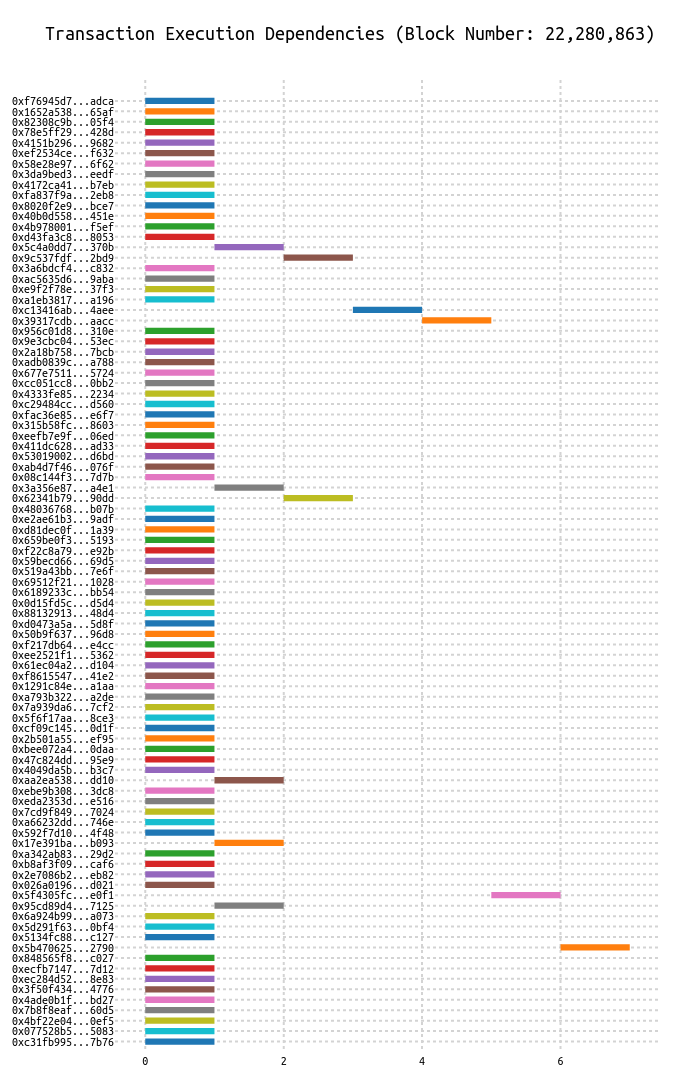 Transaction Execution Dependencies (Block Number: 22,280,863)
0xf76945d7...adca
0x1652a538...65af
0x82308c9b...05f4
0x78e5ff29...428d
0x4151b296...9682
0xef2534ce...f632
0x58e28e97...6f62
0x3da9bed3...eedf
0x4172ca41...b7eb
0xfa837f9a...2eb8
0x8020f2e9...bce7
0x40b0d558...451e
0x4b978001...f5ef
0xd43fa3c8...8053
0x5c4a0dd7...370b
0x9c537fdf...2bd9
0x3a6bdcf4...c832
0xac5635d6...9aba
0xe9f2f78e...37f3
0xa1eb3817...a196
0xc13416ab...4aee
0x39317cdb...aacc
0x956c01d8...310e
0x9e3cbc04...53ec
0x2a18b758...7bcb
0xadb0839c...a788
0x677e7511...5724
0xcc051cc8...0bb2
0x4333fe85...2234
0xc29484cc...d560
0xfac36e85...e6f7
0x315b58fc...8603
0xeefb7e9f...06ed
0x411dc628...ad33
0x53019002...d6bd
0xab4d7f46...076f
0x08c144f3...7d7b
0x3a356e87...a4e1
0x62341b79...90dd
0x48036768...b07b
0xe2ae61b3...9adf
0xd81dec0f...1a39
0x659be0f3...5193
0xf22c8a79...e92b
0x59becd66...69d5
0x519a43bb...7e6f
0x69512f21...1028
0x6189233c...bb54
0x0d15fd5c...d5d4
0x88132913...48d4
0xd0473a5a...5d8f
0x50b9f637...96d8
0xf217db64...e4cc
0xee2521f1...5362
0x61ec04a2...d104
0xf8615547...41e2
0x1291c84e...a1aa
0xa793b322...a2de
0x7a939da6...7cf2
0x5f6f17aa...8ce3
0xcf09c145...0d1f
0x2b501a55...ef95
0xbee072a4...0daa
0x47c824dd...95e9
0x4049da5b...b3c7
0xaa2ea538...dd10
0xebe9b308...3dc8
0xeda2353d...e516
0x7cd9f849...7024
0xa66232dd...746e
0x592f7d10...4f48
0x17e391ba...b093
0xa342ab83...29d2
0xb8af3f09...caf6
0x2e7086b2...eb82
0x026a0196...d021
0x5f4305fc...e0f1
0x95cd89d4...7125
0x6a924b99...a073
0x5d291f63...0bf4
0x5134fc88...c127
0x5b470625...2790
0x848565f8...c027
0xecfb7147...7d12
0xec284d52...8e83
0x3f50f434...4776
0x4ade0b1f...bd27
0x7b8f8eaf...60d5
0x4bf22e04...0ef5
0x077528b5...5083
0xc31fb995...7b76
0 2 4 6